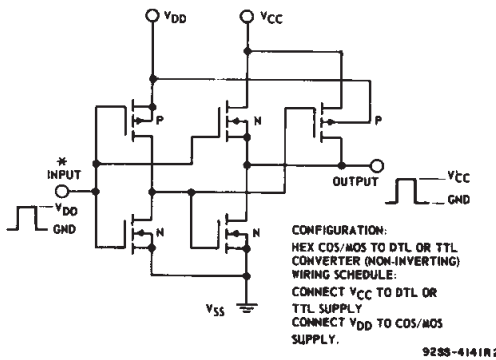 VDD
VCC
P
N
P
*
INPUT
VDD
GND
OUTPUT
VCC
GND
N
N
VSS
CONFIGURATION:
HEX COS/MOS TO DTL OR TTL
CONVERTER (NON-INVERTING)
WIRING SCHEDULE:
CONNECT VCC TO DTL OR
TTL SUPPLY
CONNECT VDD TO COS/MOS
SUPPLY.
92SS-4141R2